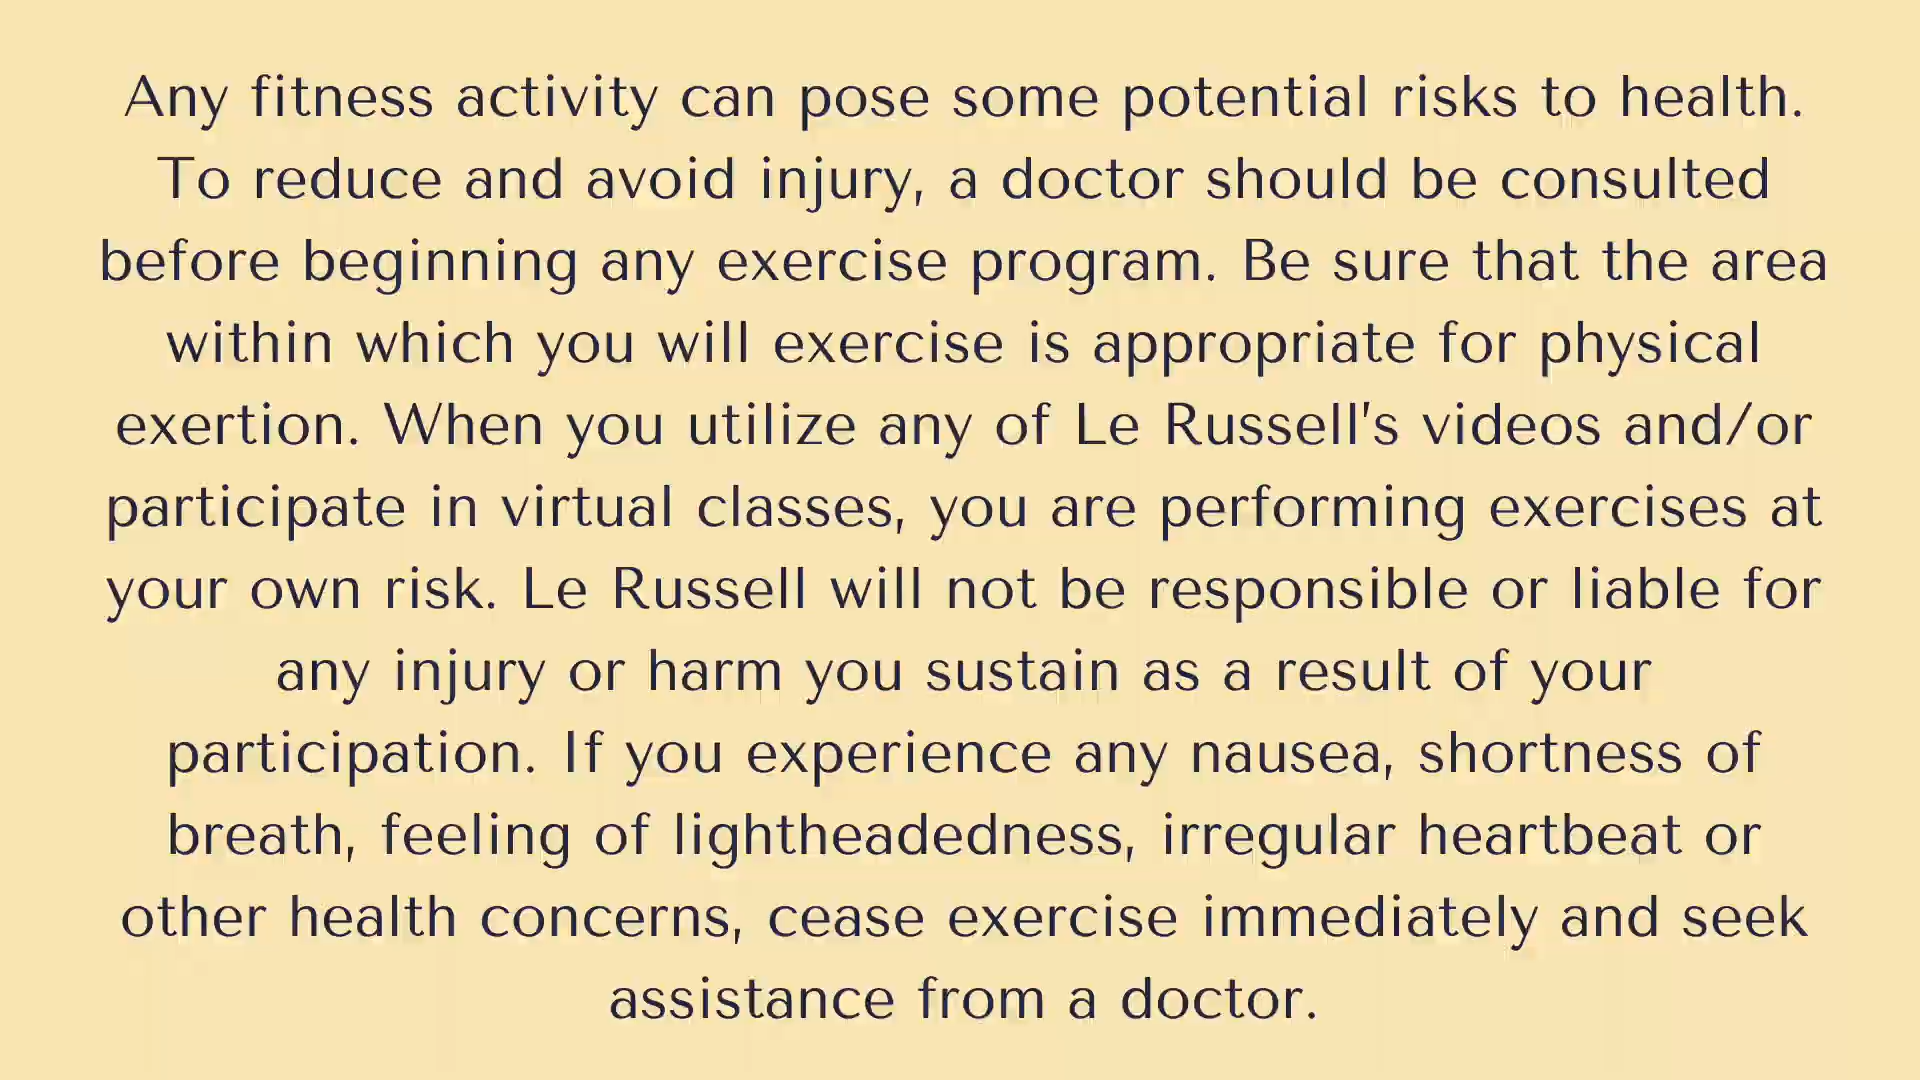 Any fitness activity can pose some potential risks to health.
To reduce and avoid injury, a doctor should be consulted
before beginning any exercise program. Be sure that the area
within which you will exercise is appropriate for physical
exertion. When you utilize any of Le Russell's videos and/or
participate in virtual classes, you are performing exercises at
your own risk. Le Russell will not be responsible or liable for
any injury or harm you sustain as a result of your
participation. If you experience any nausea, shortness of
breath, feeling of lightheadedness, irregular heartbeat or
other health concerns, cease exercise immediately and seek
assistance from a doctor.